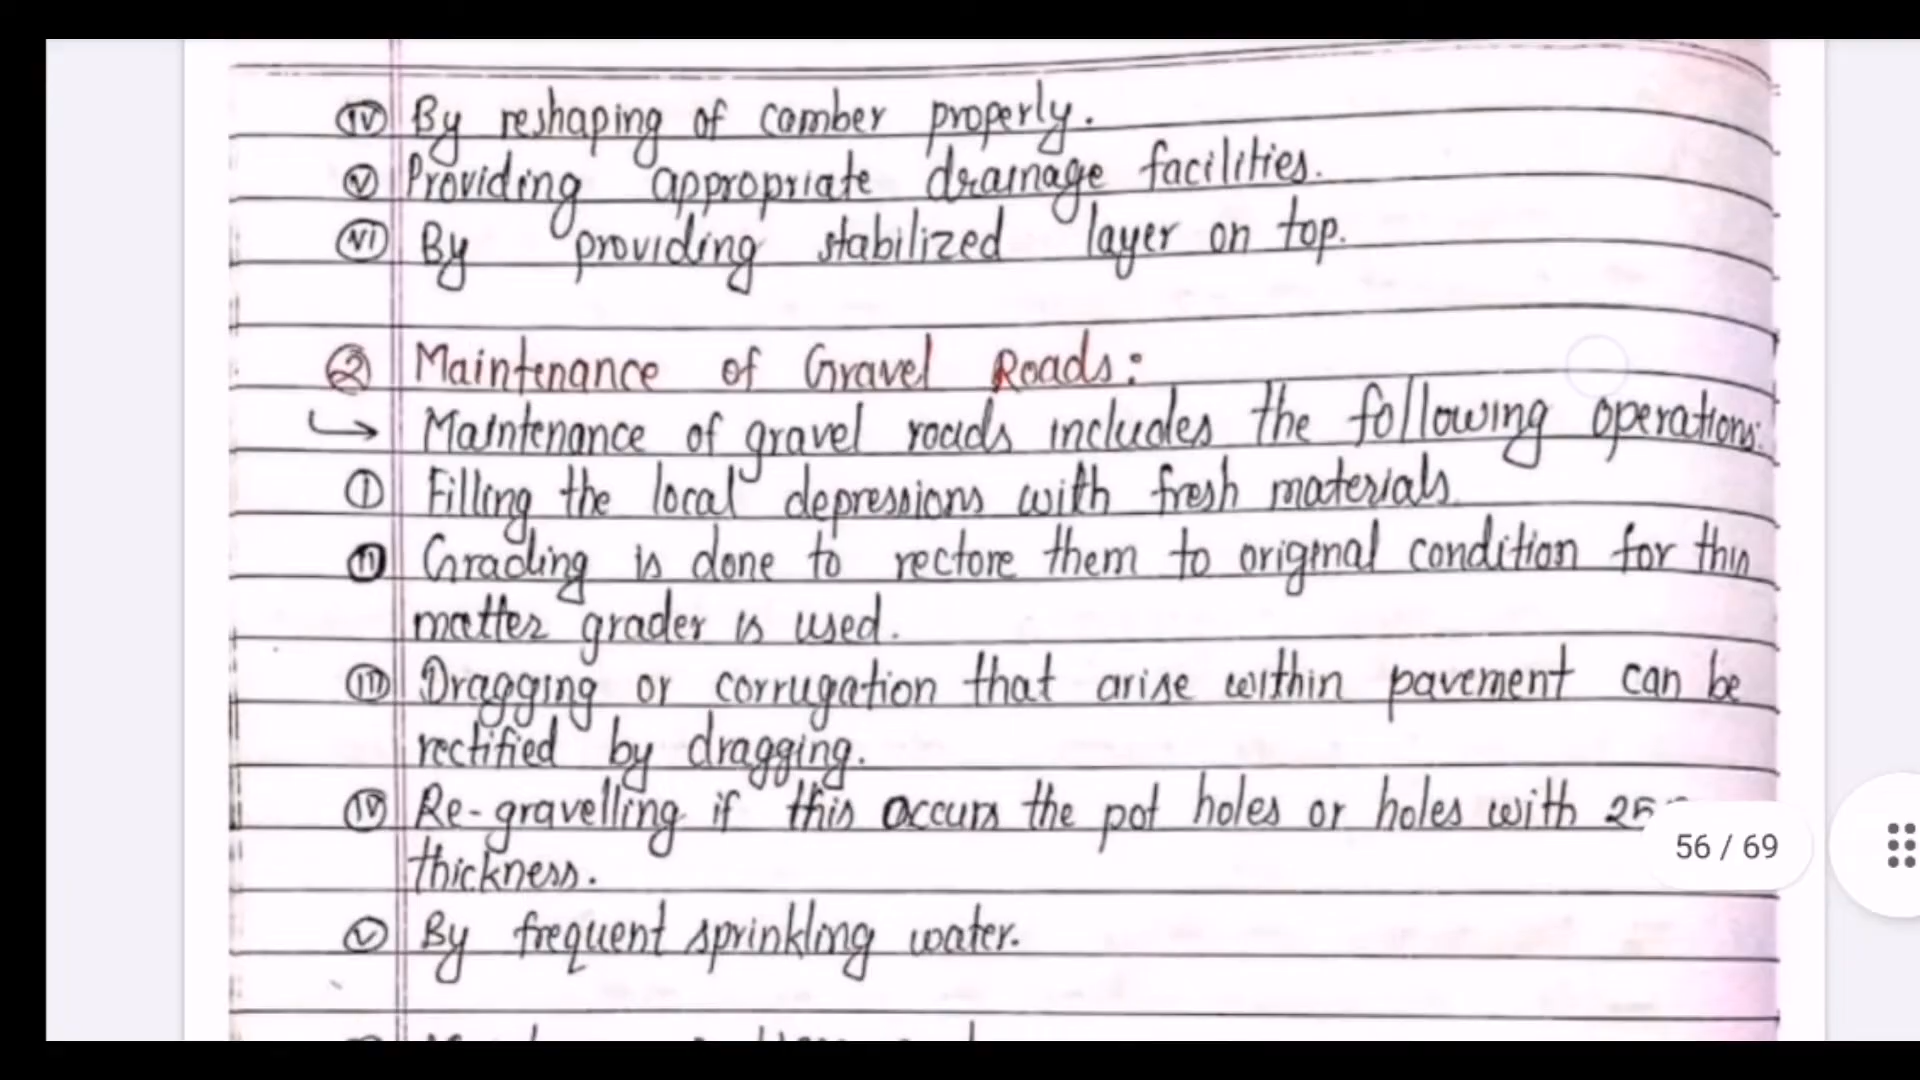 (IV) By reshaping of camber properly.
(V) Providing appropriate drainage facilities.
(VI) By providing stabilized layer on top.
(2) Maintenance of Gravel Roads:
↳ Maintenance of gravel roads includes the following operations:
(I) Filling the local depressions with fresh materials.
(II) Grading is done to rectore them to original condition for this
matter grader is used.
(III) Dragging or corrugation that arise within pavement can be
rectified by dragging.
(IV) Re-gravelling if this occurs the pot holes or holes with
56 / 69
thickness.
(V) By frequent sprinkling water.